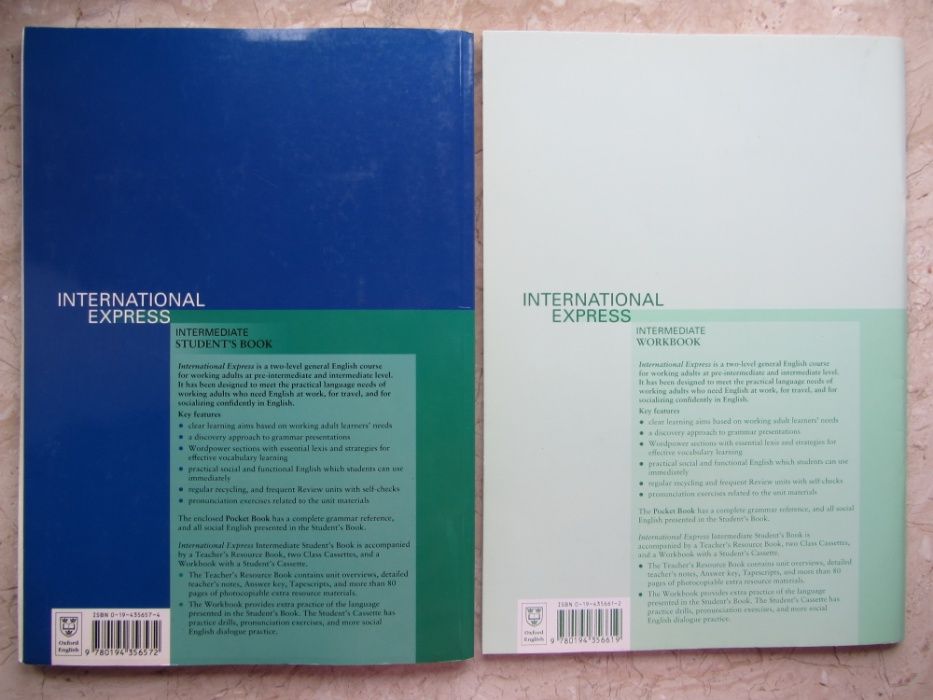 INTERNATIONAL
EXPRESS
INTERMEDIATE
STUDENT'S BOOK
International Express is a two-level general English course
for working adults at pre-intermediate and intermediate level.
It has been designed to meet the practical language needs of
working adults who need English at work, for travel, and for
socializing confidently in English.
Key features
• clear learning aims based on working adult learners' needs
• a discovery approach to grammar presentations
• Wordpower sections with essential lexis and strategies for
effective vocabulary learning
• practical social and functional English which students can use
immediately
• regular recycling, and frequent Review units with self-checks
• pronunciation exercises related to the unit materials
The enclosed Pocket Book has a complete grammar reference,
and all social English presented in the Student's Book.
International Express Intermediate Student's Book is accompanied
by a Teacher's Resource Book, two Class Cassettes, and a
Workbook with a Student's Cassette.
• The Teacher's Resource Book contains unit overviews, detailed
teacher's notes, Answer key, Tapescripts, and more than 80
pages of photocopiable extra resource materials.
• The Workbook provides extra practice of the language
presented in the Student's Book. The Student's Cassette has
practice drills, pronunciation exercises, and more social
English dialogue practice.
Oxford
English
ISBN 0-19-435657-4
9 780194 356572
INTERNATIONAL
EXPRESS
INTERMEDIATE
WORKBOOK
International Express is a two-level general English course
for working adults at pre-intermediate and intermediate level.
It has been designed to meet the practical language needs of
working adults who need English at work, for travel, and for
socializing confidently in English.
Key features
• clear learning aims based on working adult learners' needs
• a discovery approach to grammar presentations
• Wordpower sections with essential lexis and strategies for
effective vocabulary learning
• practical social and functional English which students can use
immediately
• regular recycling and frequent Review units with self-checks
• pronunciation exercises related to the unit materials
The Pocket Book has a complete grammar reference, and all social
English presented in the Student's Book.
International Express Intermediate Student's Book is
accompanied by a Teacher's Resource Book, two Class Cassettes,
and a Workbook with a Student's Cassette.
• The Teacher's Resource Book contains unit overviews, detailed
teacher's notes, Answer key, Tapescripts, and more than 80
pages of photocopiable extra resource materials.
• The Workbook provides extra practice of the language
presented in the Student's Book. The Student's Cassette has
practice drills, pronunciation exercises, and more social
English dialogue practice.
Oxford
English
ISBN 0-19-435661-2
9 780194 356619